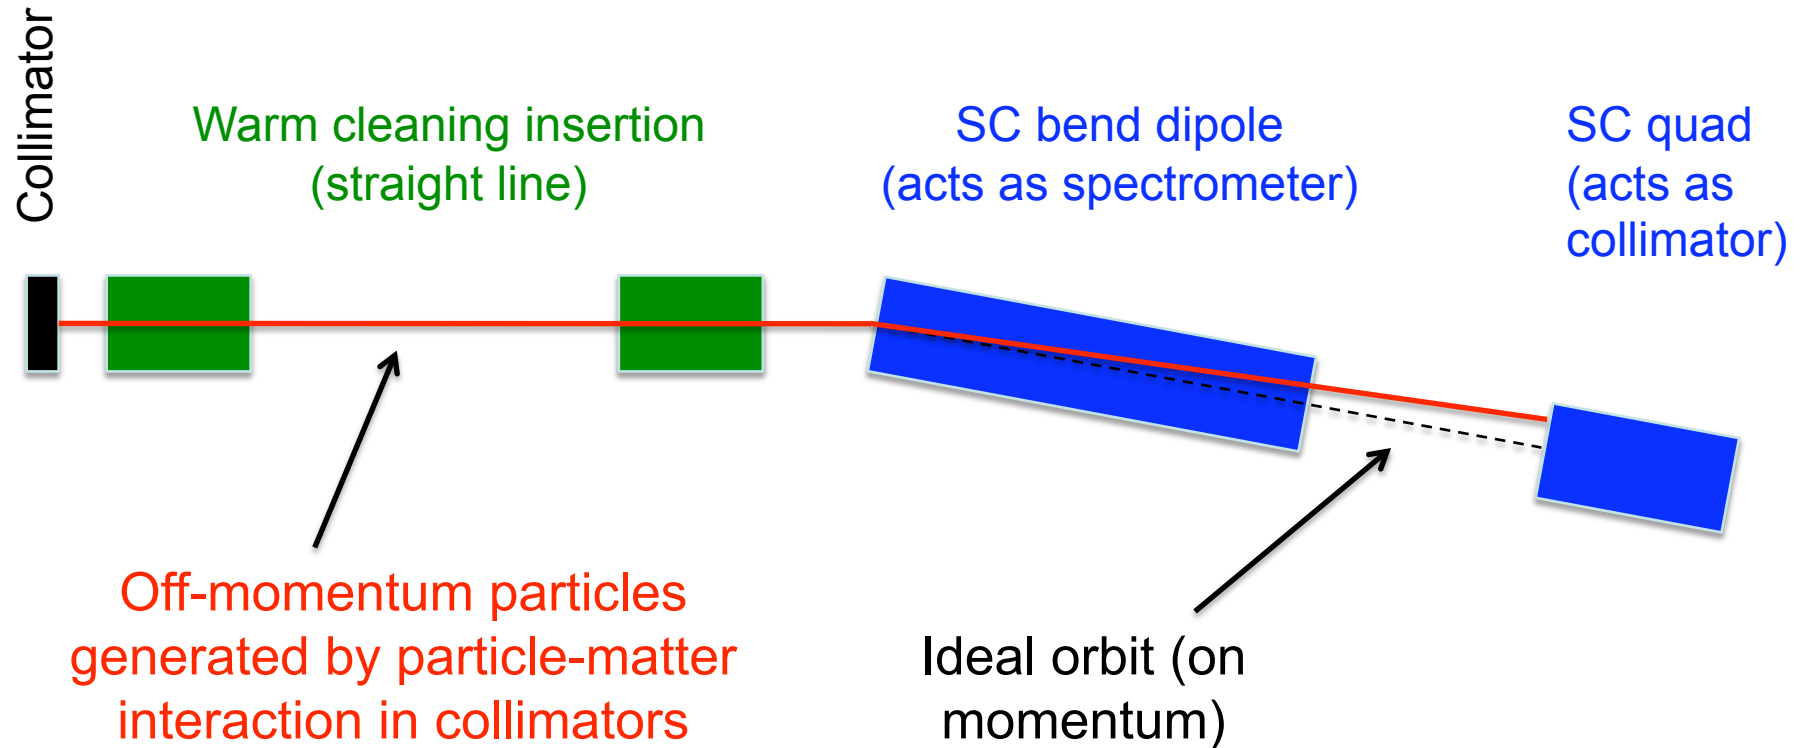 Collimator
Warm cleaning insertion
(straight line)
SC bend dipole
(acts as spectrometer)
SC quad
(acts as
collimator)
Off-momentum particles
generated by particle-matter
interaction in collimators
Ideal orbit (on
momentum)